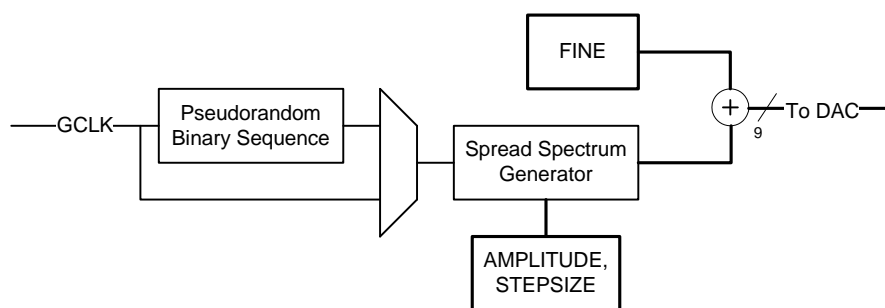 FINE
GCLK
Pseudorandom
Binary Sequence
+
9
To DAC
Spread Spectrum
Generator
AMPLITUDE,
STEPSIZE